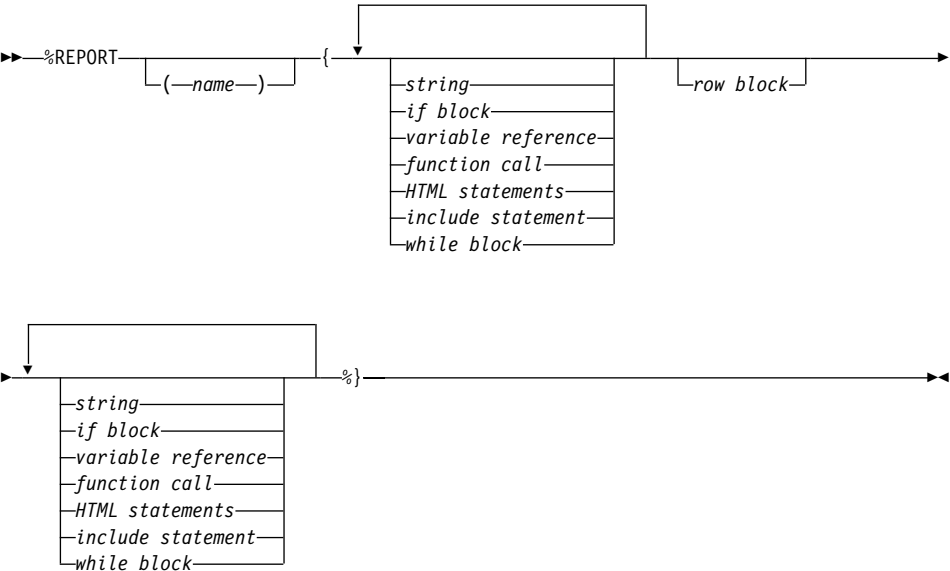 %REPORT ( name ) {
string row block
if block
variable reference
function call
HTML statements
include statement
while block
%}
string
if block
variable reference
function call
HTML statements
include statement
while block